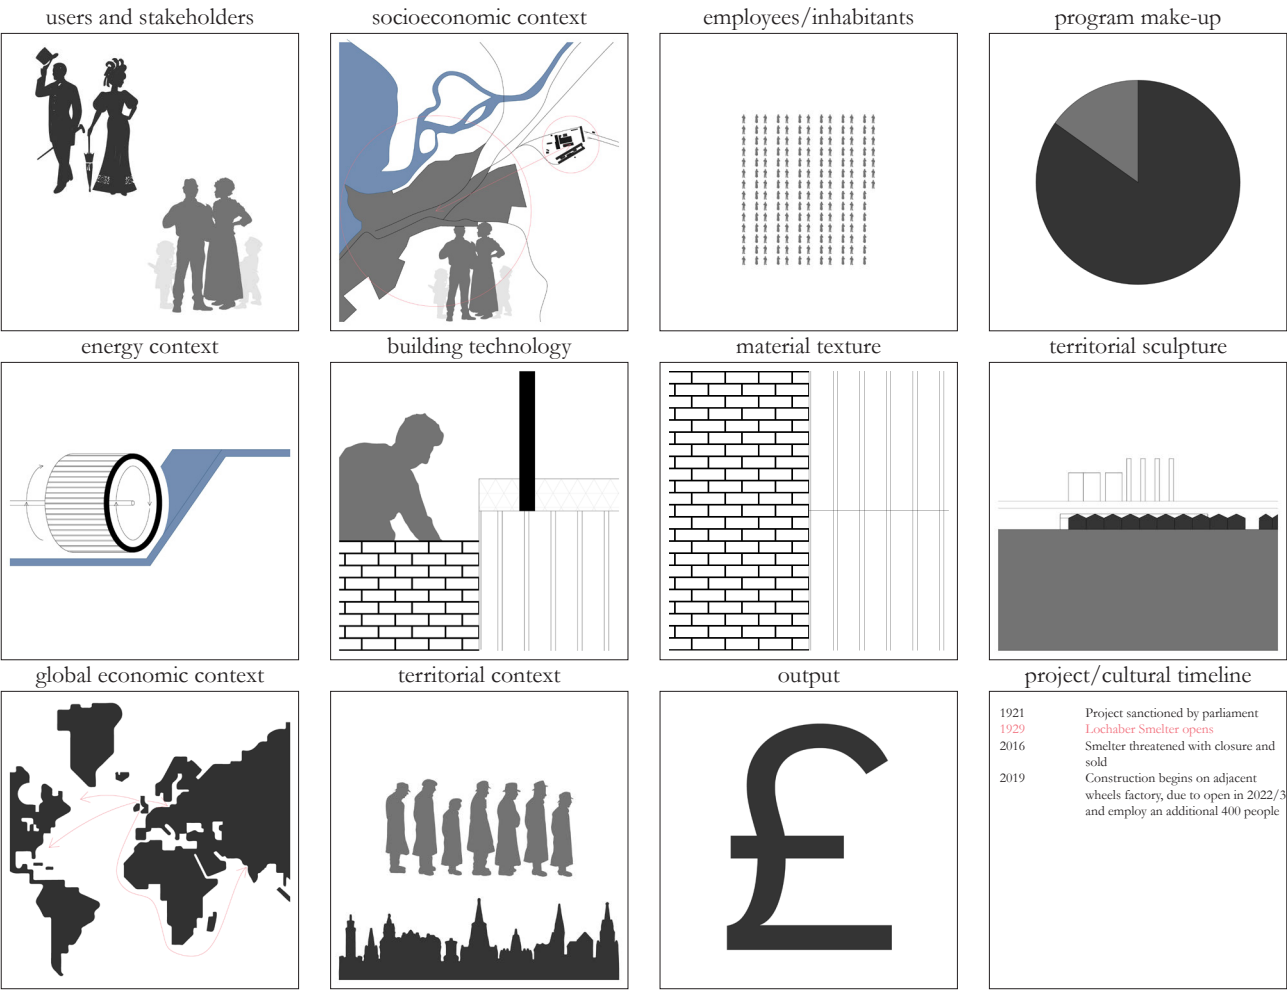 users and stakeholders
socioeconomic context
employees/inhabitants
program make-up
energy context
building technology
material texture
territorial sculpture
global economic context
territorial context
output
project/cultural timeline
£
1921 Project sanctioned by parliament
1929 Lochaber Smelter opens
2016 Smelter threatened with closure and
sold
2019 Construction begins on adjacent
wheels factory, due to open in 2022/3
and employ an additional 400 people